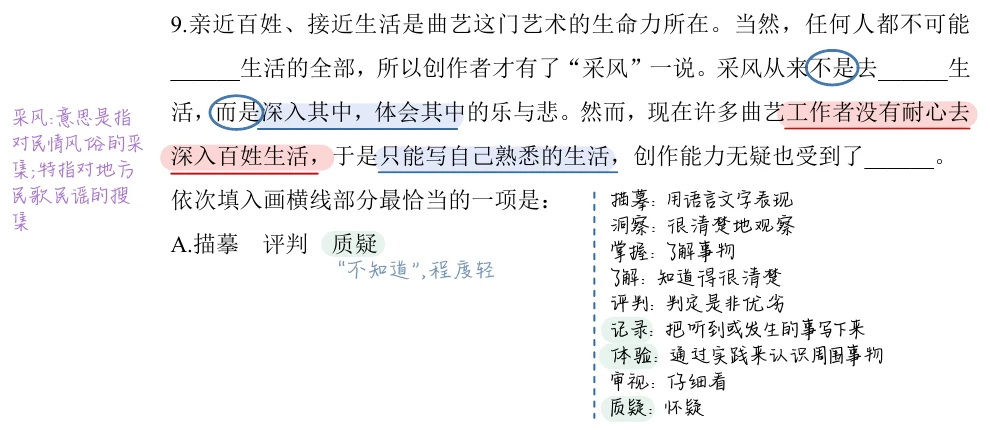 9.亲近百姓、接近生活是曲艺这门艺术的生命力所在。当然，任何人都不可能
______生活的全部，所以创作者才有了“采风”一说。采风从来不是去______生
活，而是深入其中，体会其中的乐与悲。然而，现在许多曲艺工作者没有耐心去
深入百姓生活，于是只能写自己熟悉的生活，创作能力无疑也受到了______。
依次填入画横线部分最恰当的一项是：
A.描摹 评判 质疑
“不知道”，程度轻
采风:意思是指
对民情风俗的采
集;特指对地方
民歌民谣的搜
集
描摹：用语言文字表现
洞察：很清楚地观察
掌握：了解事物
了解：知道得很清楚
评判：判定是非优劣
记录：把听到或发生的事写下来
体验：通过实践来认识周围事物
审视：仔细看
质疑：怀疑